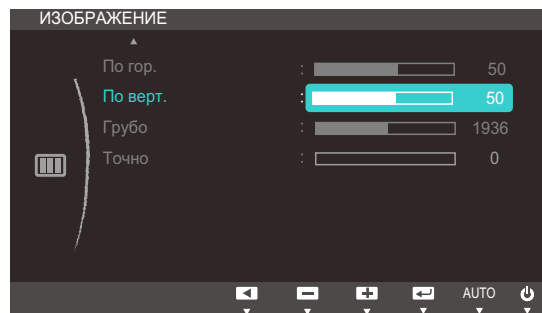 ИЗОБРАЖЕНИЕ
По гор. : 50
По верт. : 50
Грубо : 1936
Точно : 0
AUTO